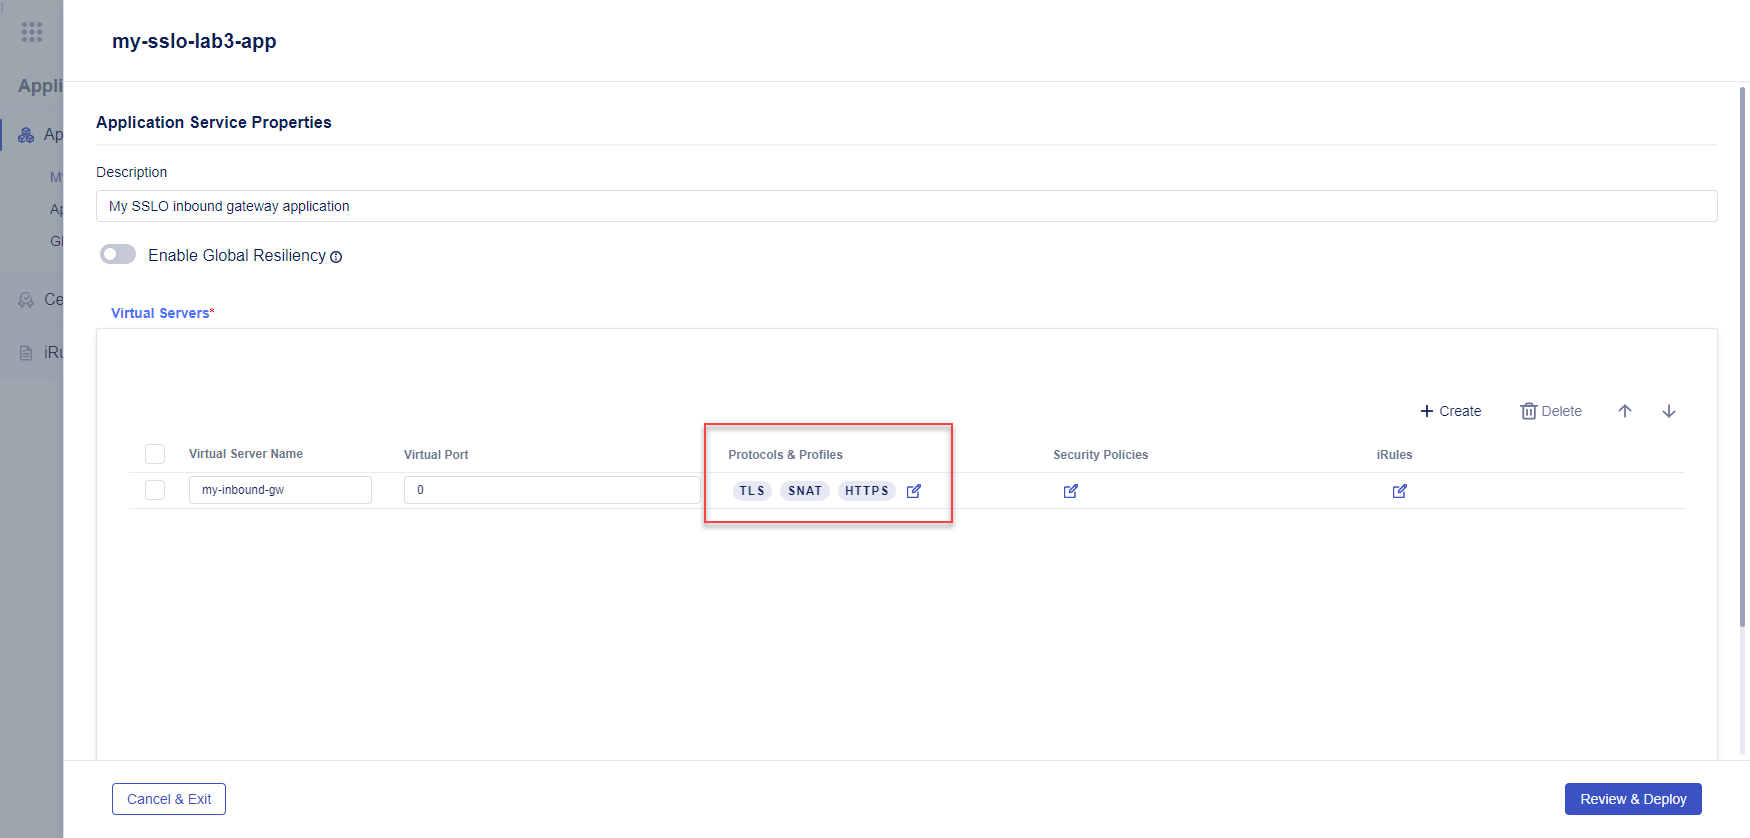 my-sslo-lab3-app
Appli
Application Service Properties
Ap
Description
My
My SSLO inbound gateway application
Ap
Gl
Enable Global Resiliency
Ce
Virtual Servers*
iRu
Create Delete
Virtual Server Name Virtual Port Protocols & Profiles Security Policies iRules
my-inbound-gw 0 TLS SNAT HTTPS
Cancel & Exit Review & Deploy